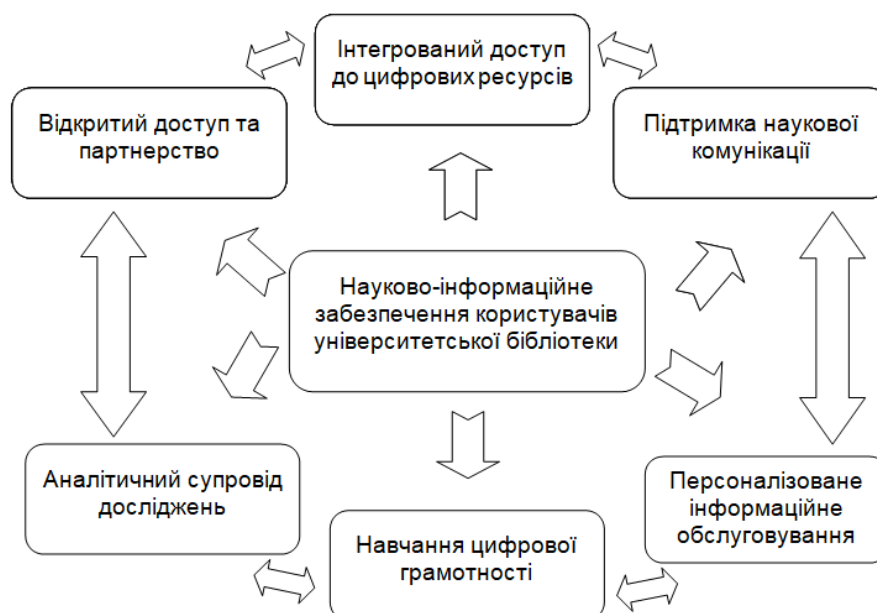 Інтегрований доступ
до цифрових ресурсів
Відкритий доступ та
партнерство
Підтримка наукової
комунікації
Науково-інформаційне
забезпечення користувачів
університетської бібліотеки
Аналітичний супровід
досліджень
Персоналізоване
інформаційне
обслуговування
Навчання цифрової
грамотності